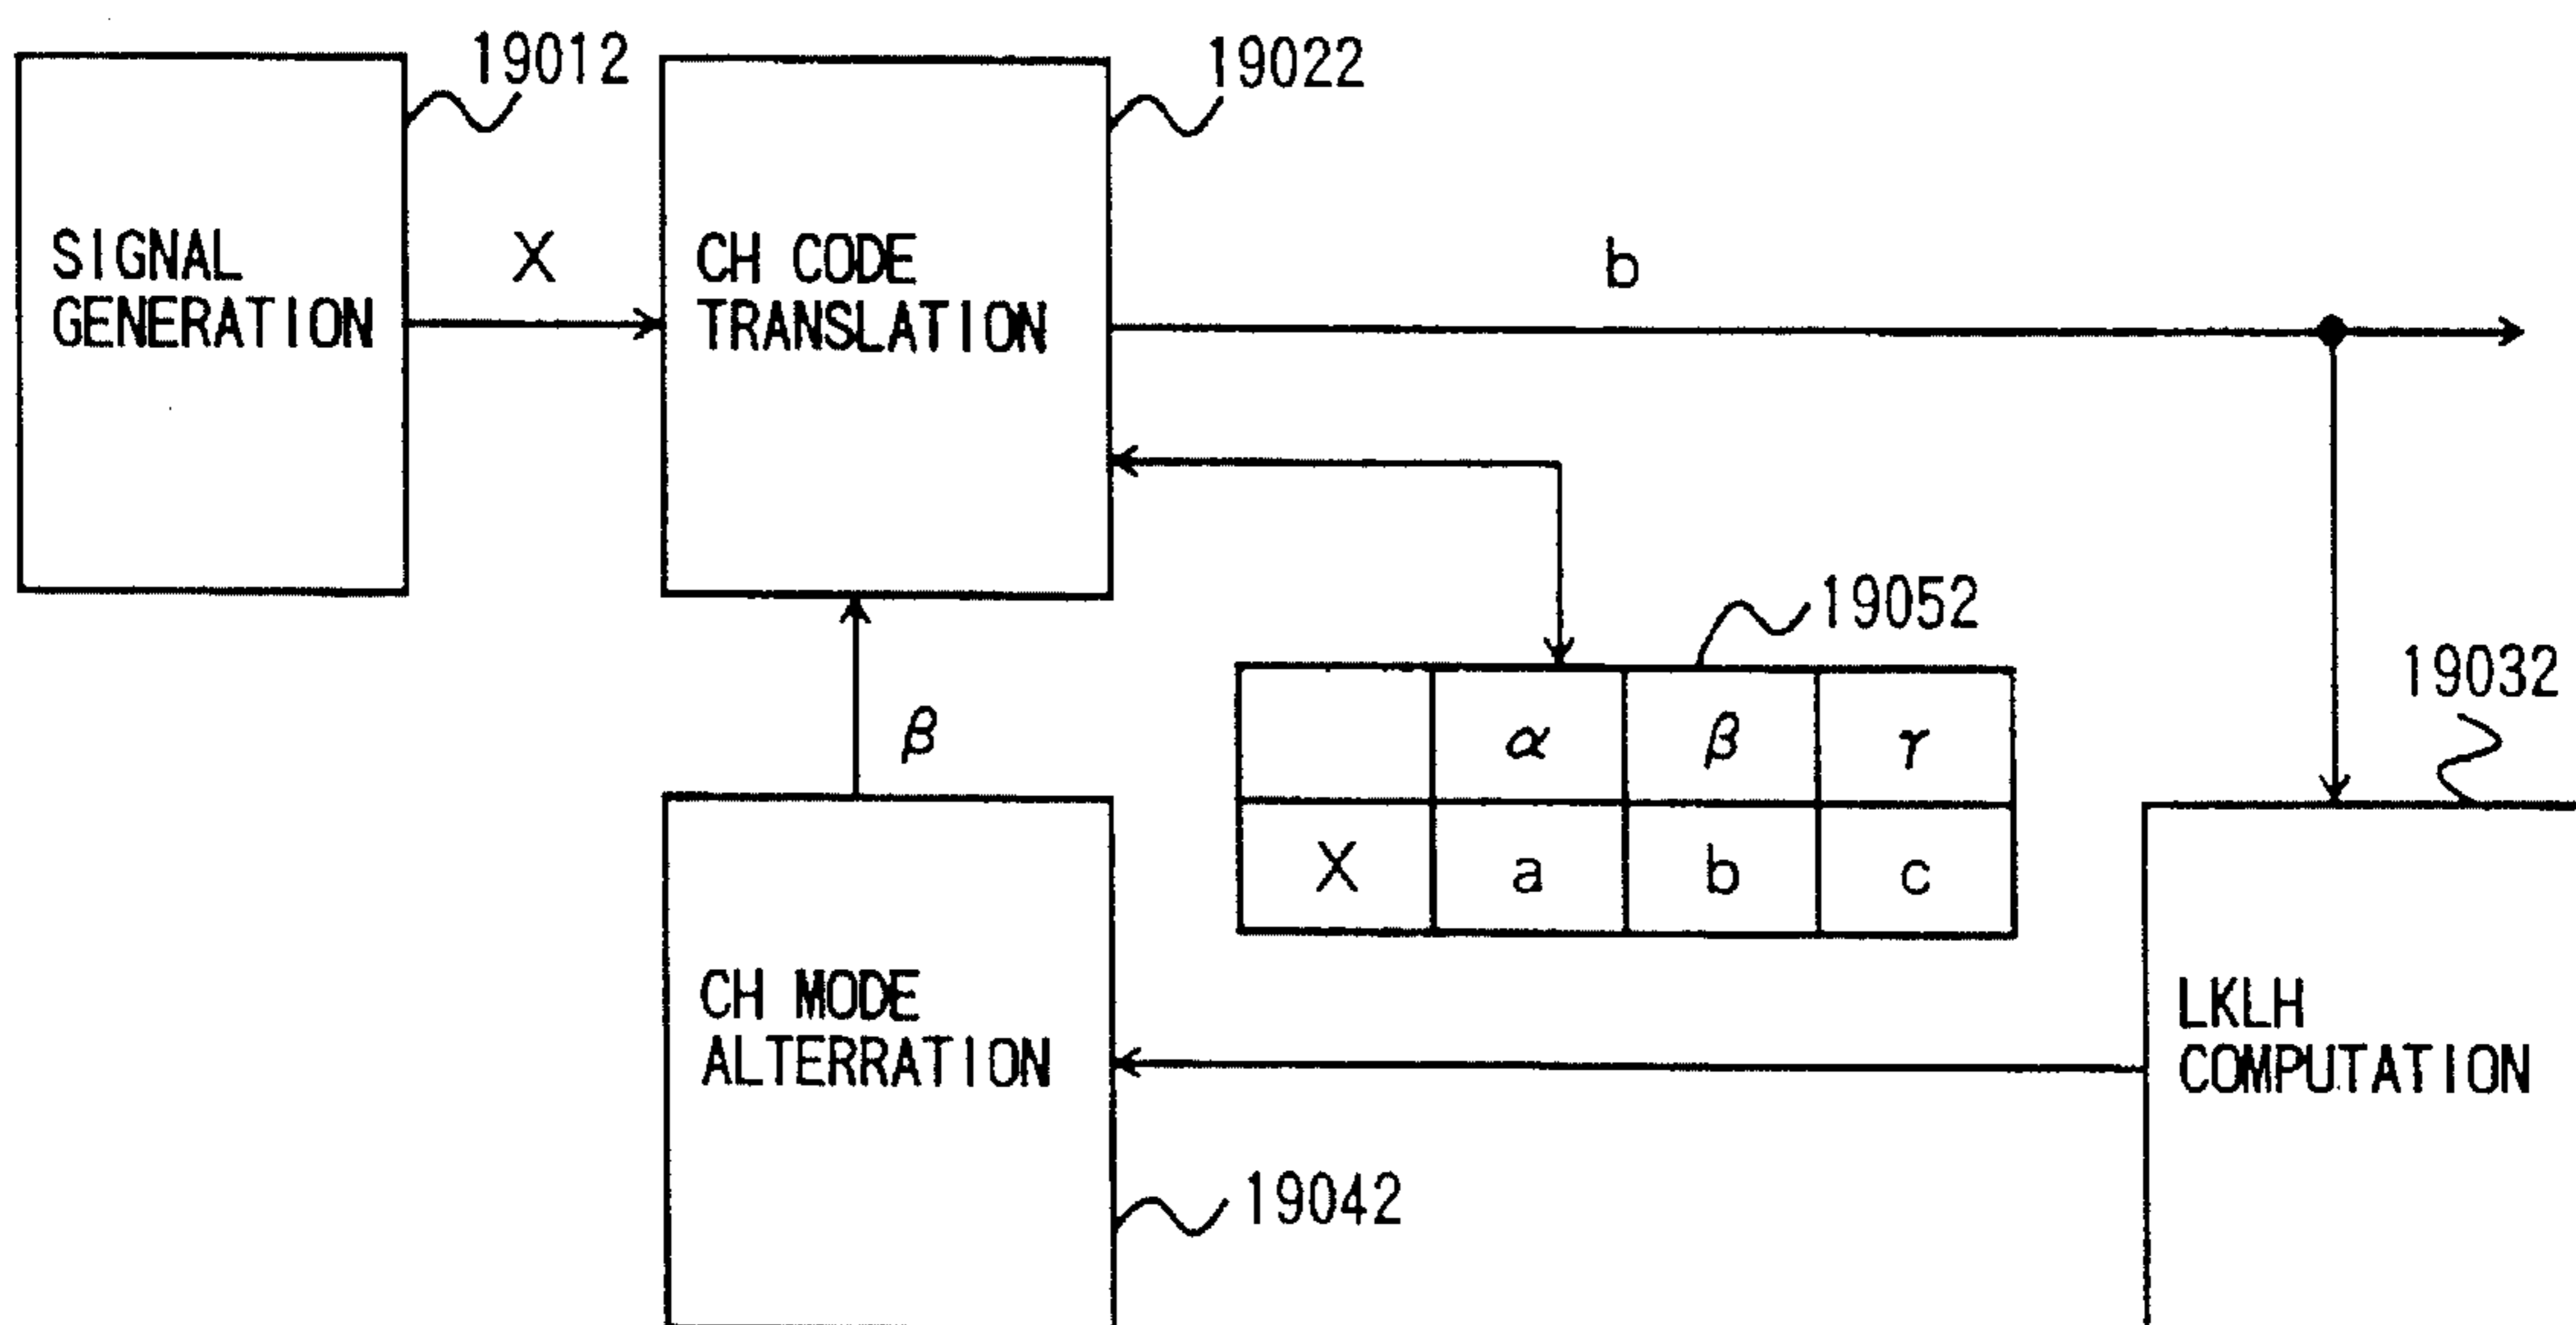 19012
19022
SIGNAL
GENERATION
X
CH CODE
TRANSLATION
b
19052
19032
β
α β γ
X a b c
CH MODE
ALTERRATION
LKLH
COMPUTATION
19042